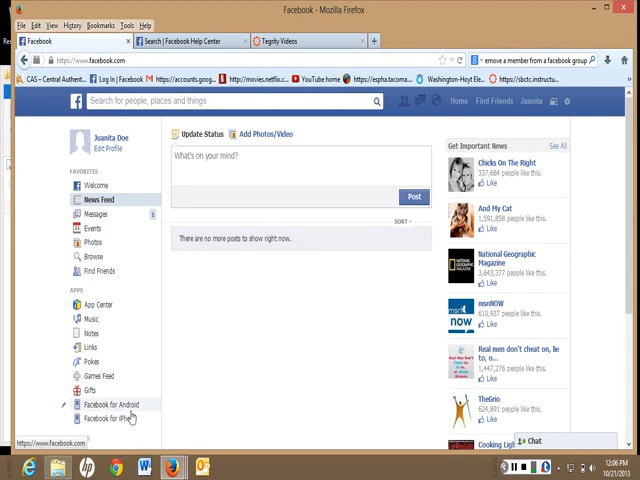 Facebook - Mozilla Firefox
File Edit View History Bookmarks Tools Help
Facebook
Search | Facebook Help Center
Tegrity Videos
https://www.facebook.com
emove a member from a facebook group
CAS – Central Authent...
Log In | Facebook
https://accounts.goog...
http://movies.netflix.c...
YouTube home
https://espha.tacoma...
Washington-Hoyt Ele...
https://sbctc.instructu...
Search for people, places and things
Home Find Friends Juanita
Juanita Doe
Edit Profile
FAVORITES
Welcome
News Feed
Messages 1
Events
Photos
Browse
Find Friends
APPS
App Center
Music
Notes
Links
Pokes
Games Feed
Gifts
Facebook for Android
Facebook for iPh
https://www.facebook.com
Update Status Add Photos/Video
What's on your mind?
Post
SORT
There are no more posts to show right now.
Get Important News See All
Chicks On The Right
337,684 people like this.
Like
And My Cat
1,591,858 people like this.
Like
National Geographic
Magazine
3,643,377 people like this.
Like
msnNOW
610,937 people like this.
Like
Real men don't cheat on, lie
to, o...
1,447,276 people like this.
Like
TheGrio
624,891 people like this.
Like
Cooking Ligh
Chat
12:06 PM
10/21/2013